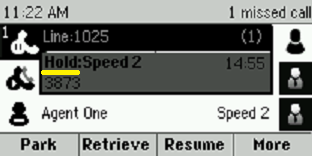 11:22 AM 1 missed call
1 Line:1025 (1)
Hold:Speed 2 14:55
3873
Agent One Speed 2
Park Retrieve Resume More